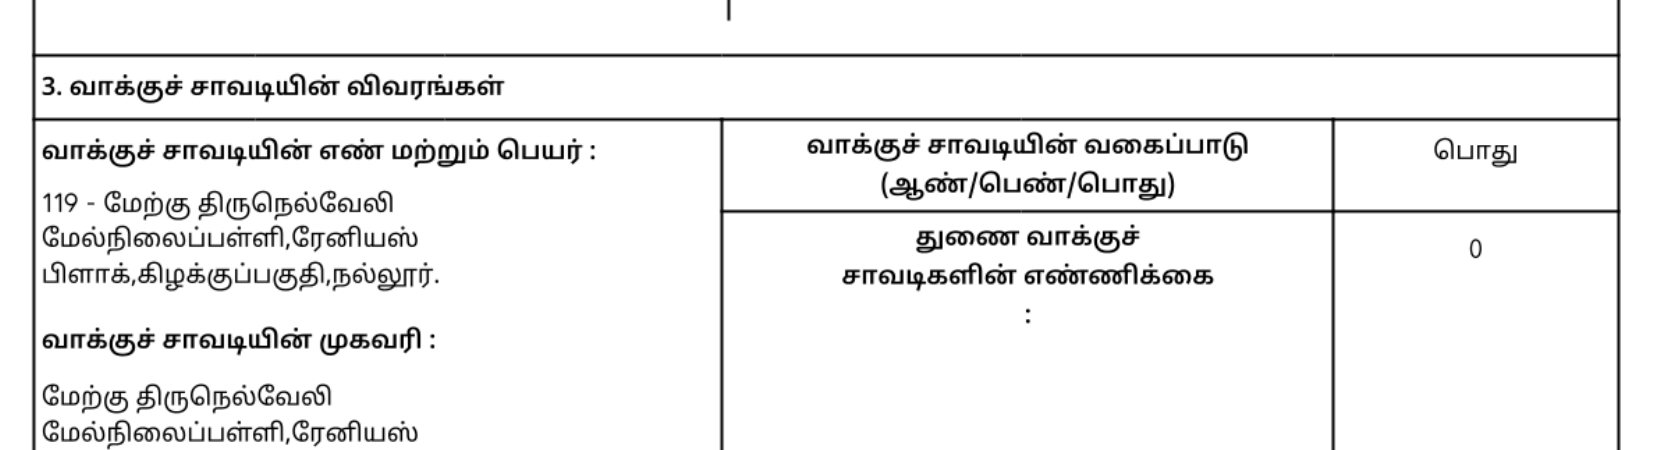 3. வாக்குச் சாவடியின் விவரங்கள்
வாக்குச் சாவடியின் எண் மற்றும் பெயர் :
119 - மேற்கு திருநெல்வேலி
மேல்நிலைப்பள்ளி,ரேனியஸ்
பிளாக்,கிழக்குப்பகுதி,நல்லூர்.
வாக்குச் சாவடியின் முகவரி :
மேற்கு திருநெல்வேலி
மேல்நிலைப்பள்ளி,ரேனியஸ்
வாக்குச் சாவடியின் வகைப்பாடு
(ஆண்/பெண்/பொது)
பொது
துணை வாக்குச்
சாவடிகளின் எண்ணிக்கை
:
0